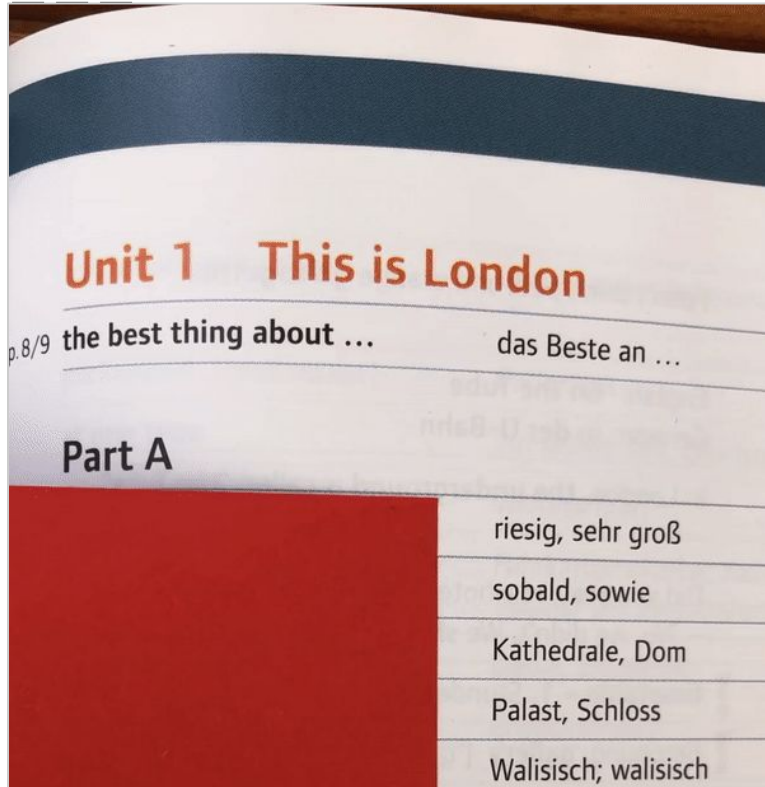 Unit 1 This is London
p. 8/9 the best thing about ... das Beste an ...
Part A
riesig, sehr groß
sobald, sowie
Kathedrale, Dom
Palast, Schloss
Walisisch; walisisch